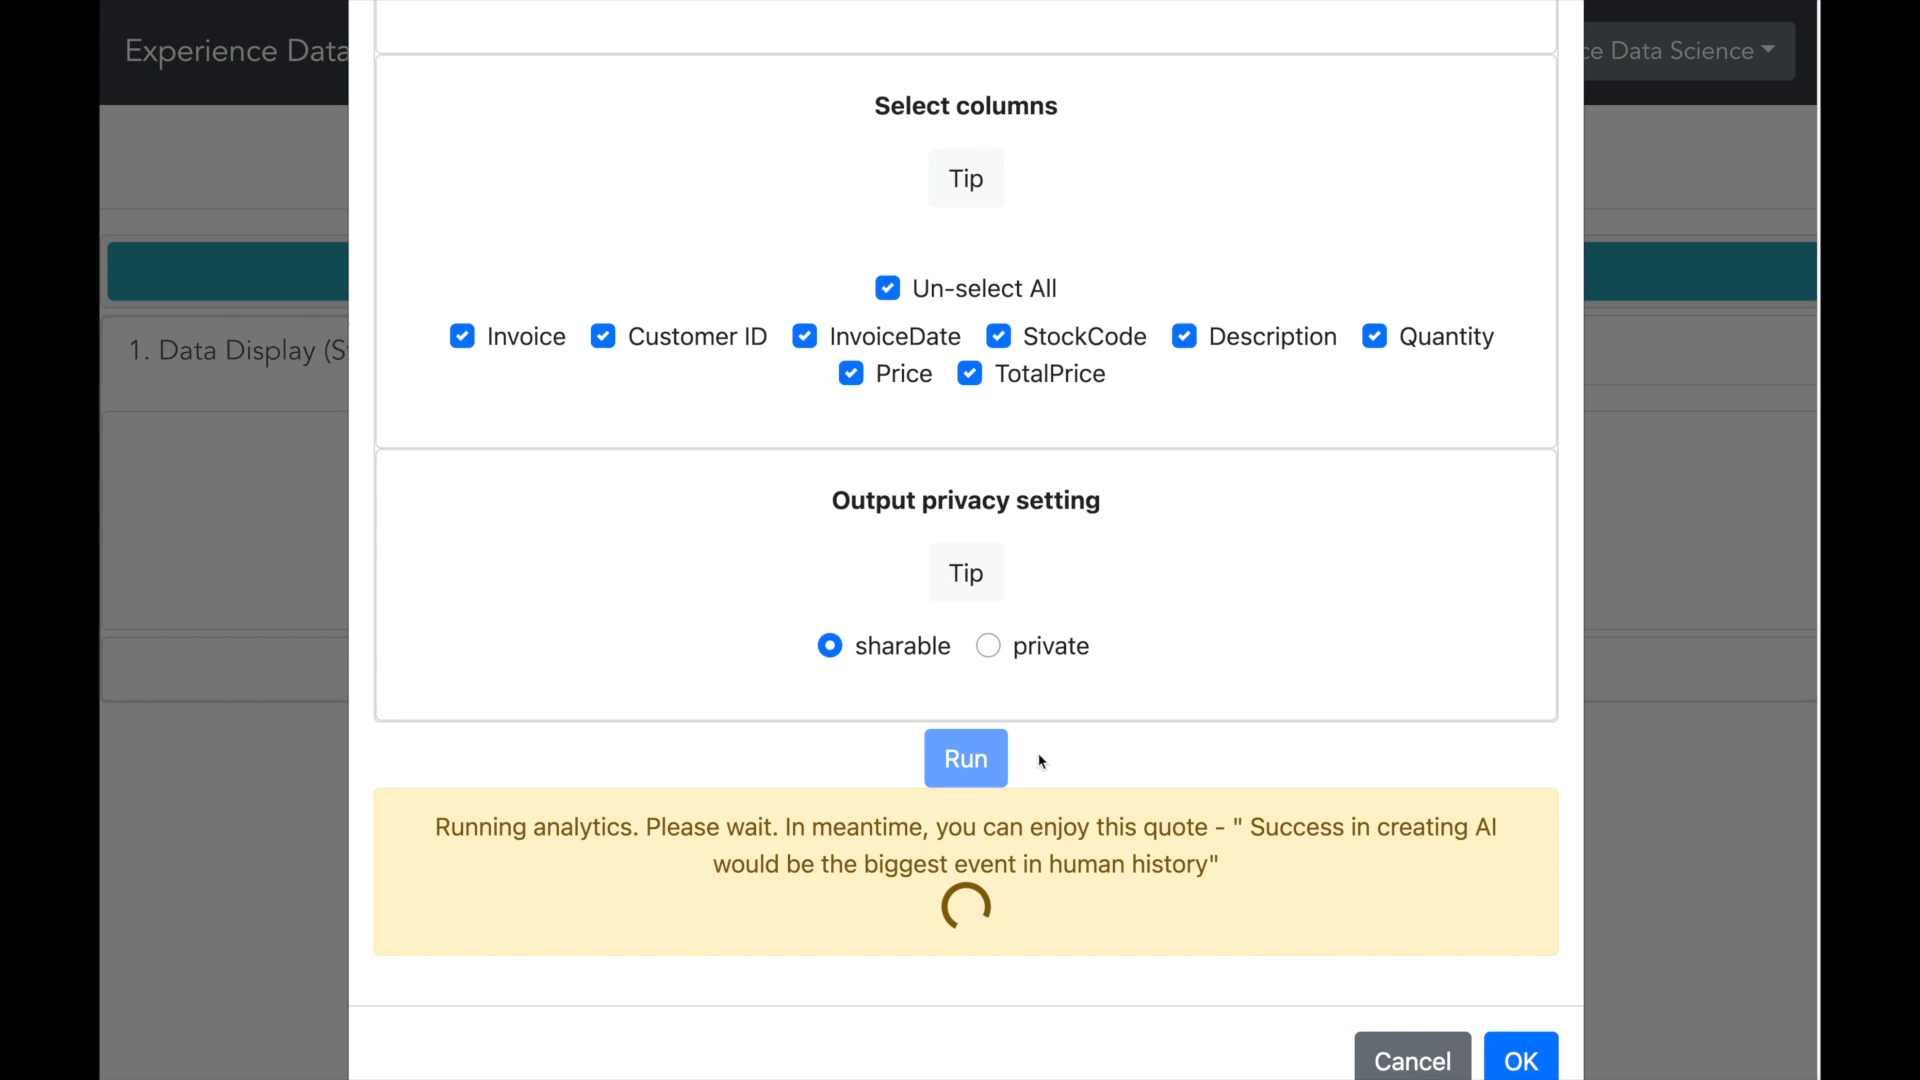 Experience Data
ce Data Science
Select columns
Tip
Un-select All
Invoice Customer ID InvoiceDate StockCode Description Quantity
Price TotalPrice
1. Data Display (S
Output privacy setting
Tip
sharable private
Run
Running analytics. Please wait. In meantime, you can enjoy this quote - " Success in creating AI
would be the biggest event in human history"
Cancel OK